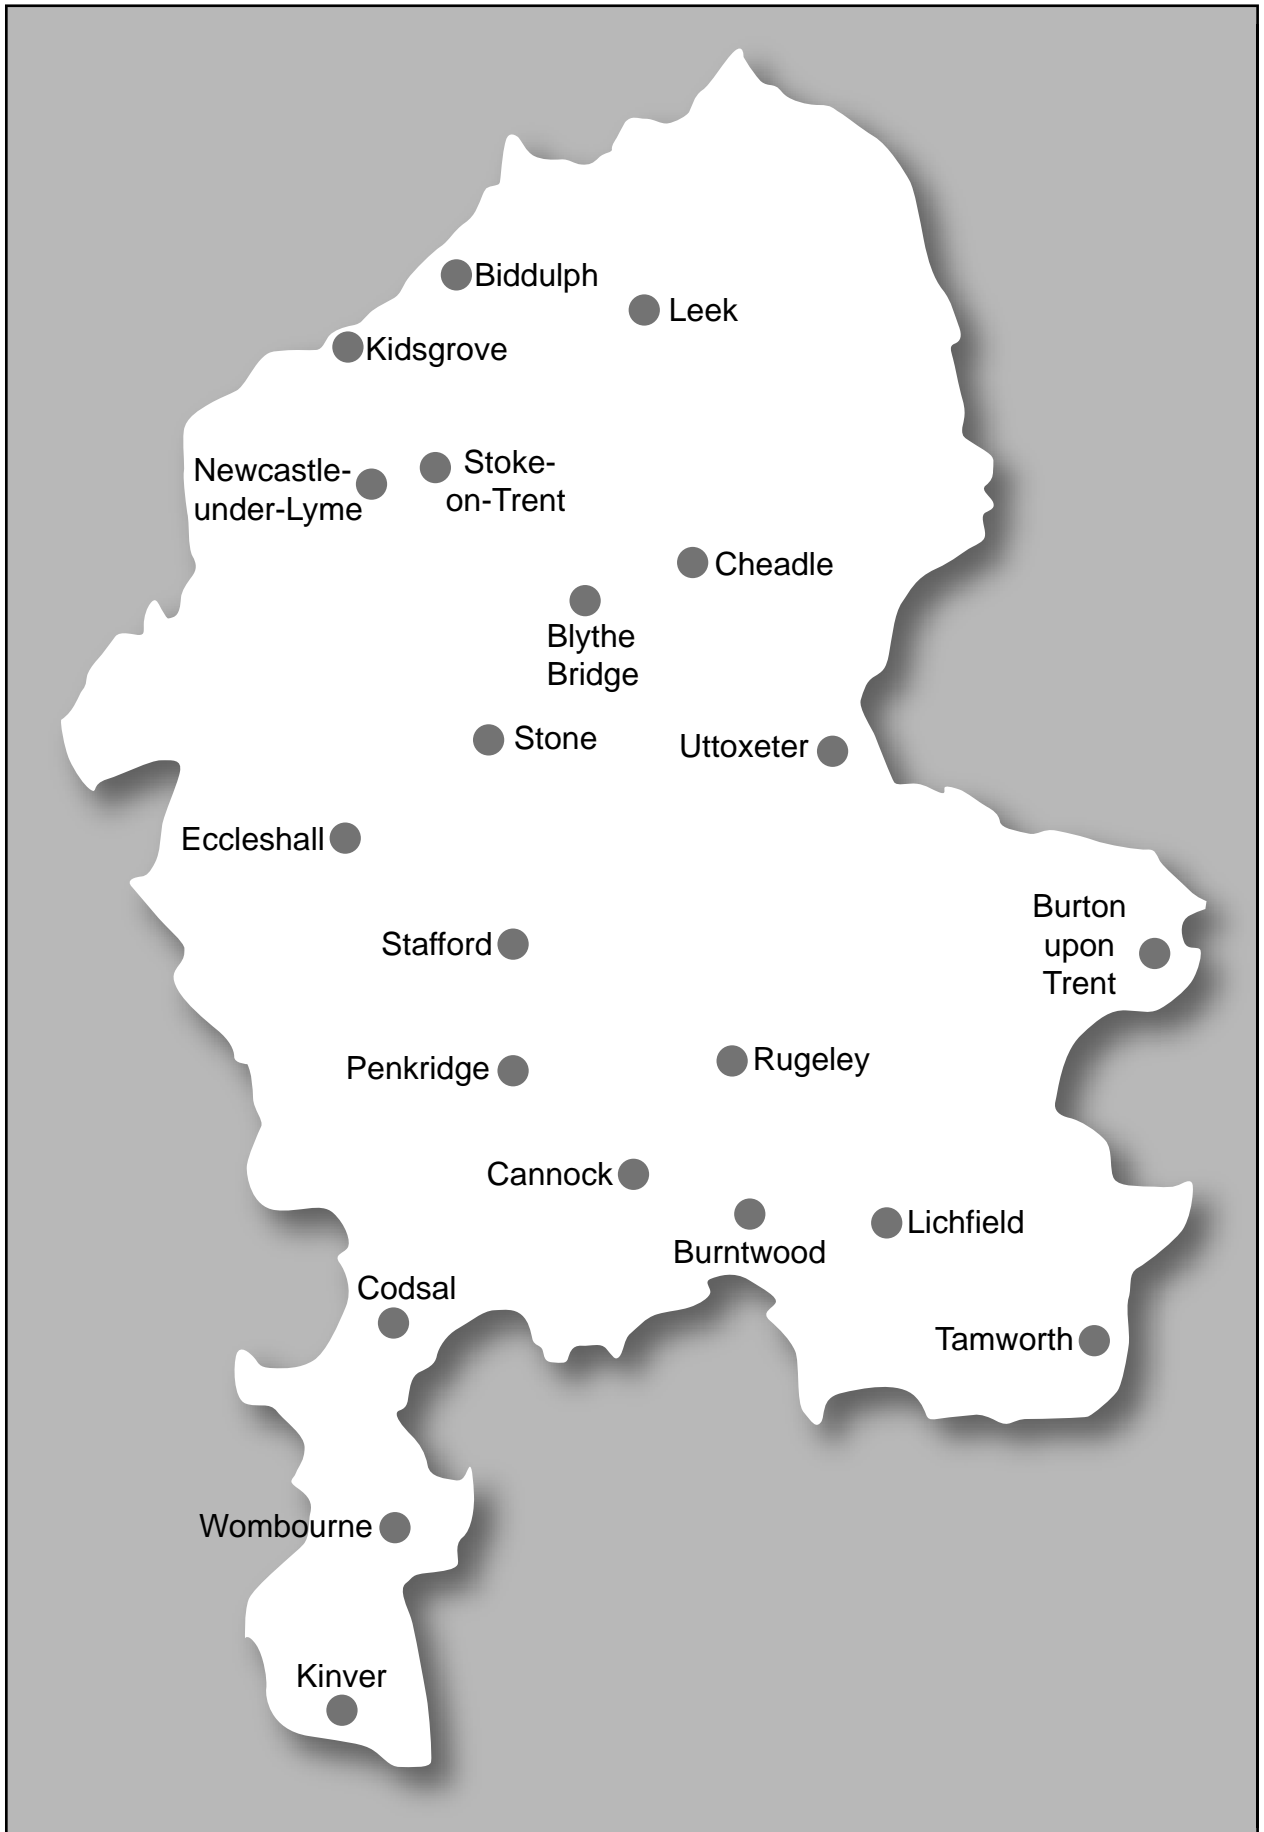 Biddulph
Leek
Kidsgrove
Newcastle-
under-Lyme
Stoke-
on-Trent
Cheadle
Blythe
Bridge
Stone
Uttoxeter
Eccleshall
Burton
upon
Trent
Stafford
Penkridge
Rugeley
Cannock
Burntwood
Lichfield
Codsal
Tamworth
Wombourne
Kinver